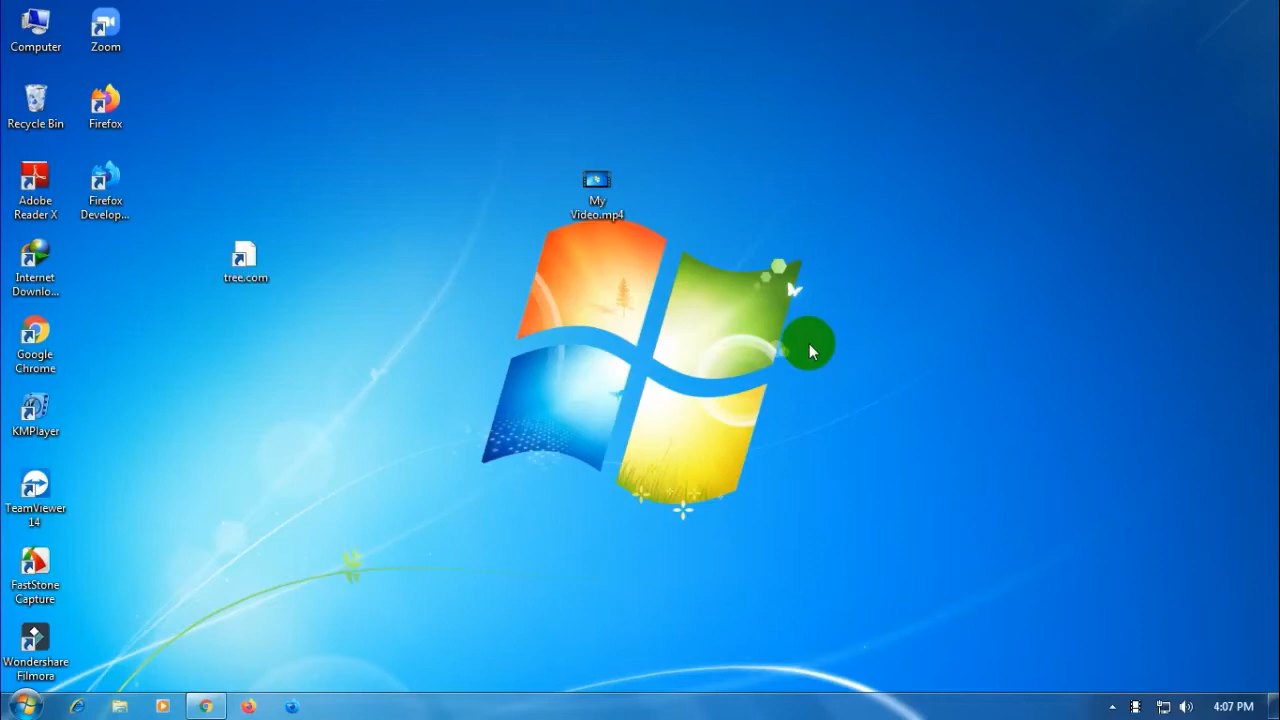 Computer
Zoom
Recycle Bin
Firefox
Adobe
Reader X
Firefox
Develop...
My
Video.mp4
Internet
Downlo...
tree.com
Google
Chrome
KMPlayer
TeamViewer
14
FastStone
Capture
Wondershare
Filmora
4:07 PM